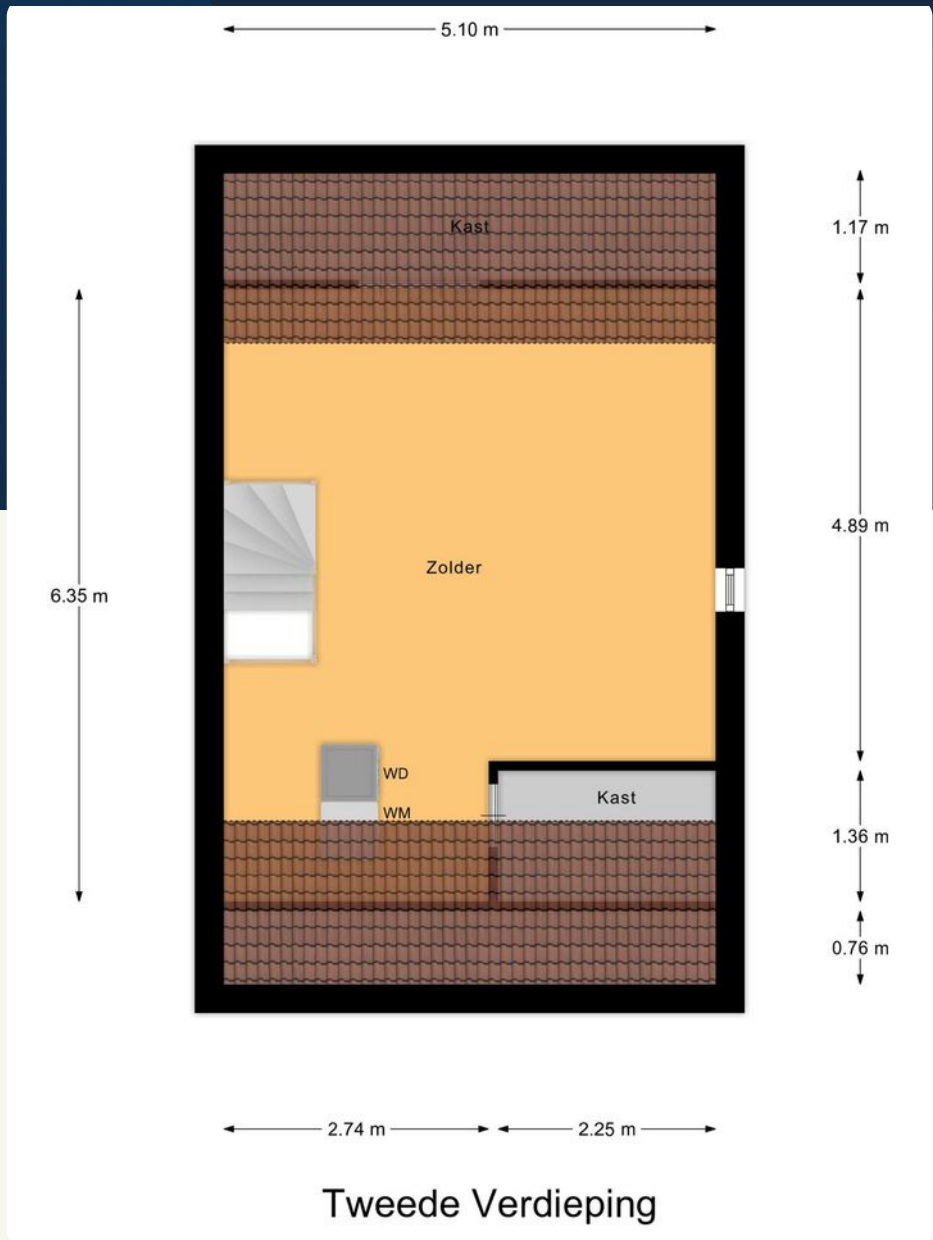 5.10 m
Kast
1.17 m
4.89 m
Zolder
6.35 m
WD
WM
Kast
1.36 m
0.76 m
2.74 m
2.25 m
Tweede Verdieping